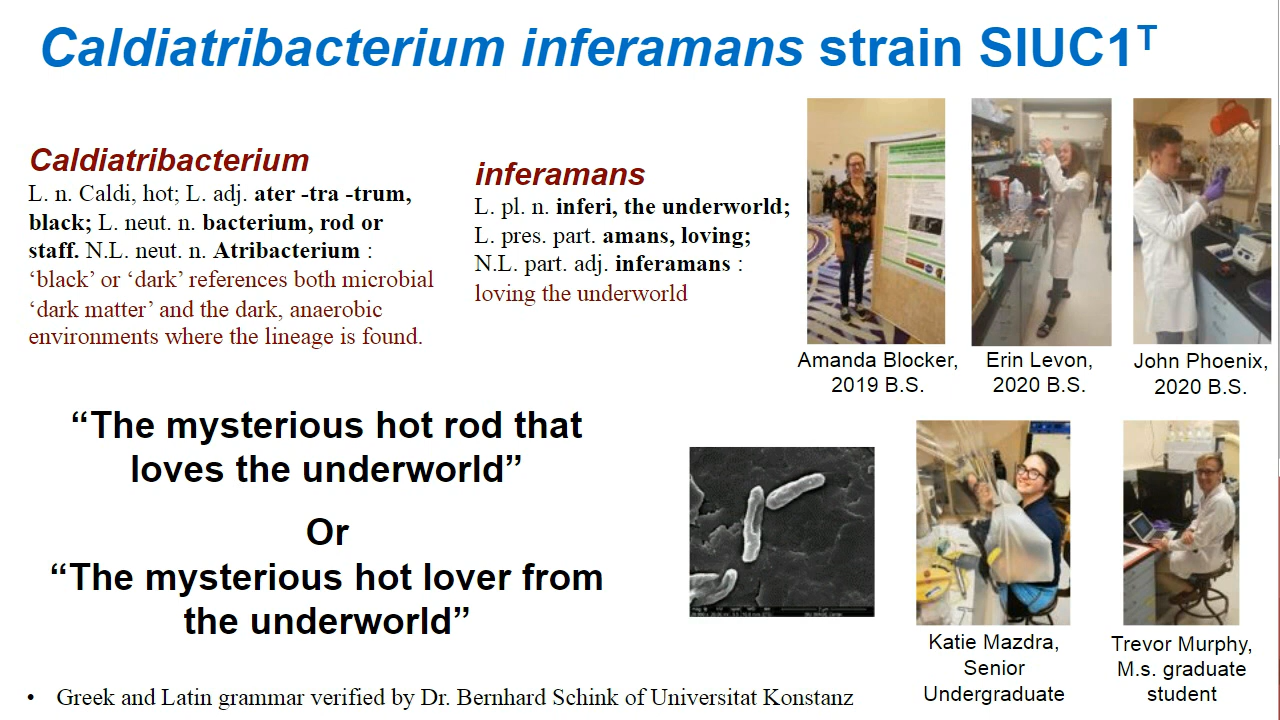 Caldiatribacterium inferamans strain SIUC1ᵀ
Caldiatribacterium
L. n. Caldi, hot; L. adj. ater -tra -trum,
black; L. neut. n. bacterium, rod or
staff. N.L. neut. n. Atribacterium :
‘black’ or ‘dark’ references both microbial
‘dark matter’ and the dark, anaerobic
environments where the lineage is found.
inferamans
L. pl. n. inferi, the underworld;
L. pres. part. amans, loving;
N.L. part. adj. inferamans :
loving the underworld
Amanda Blocker,
2019 B.S.
Erin Levon,
2020 B.S.
John Phoenix,
2020 B.S.
“The mysterious hot rod that
loves the underworld”
Or
“The mysterious hot lover from
the underworld”
Katie Mazdra,
Senior
Undergraduate
Trevor Murphy,
M.s. graduate
student
• Greek and Latin grammar verified by Dr. Bernhard Schink of Universitat Konstanz